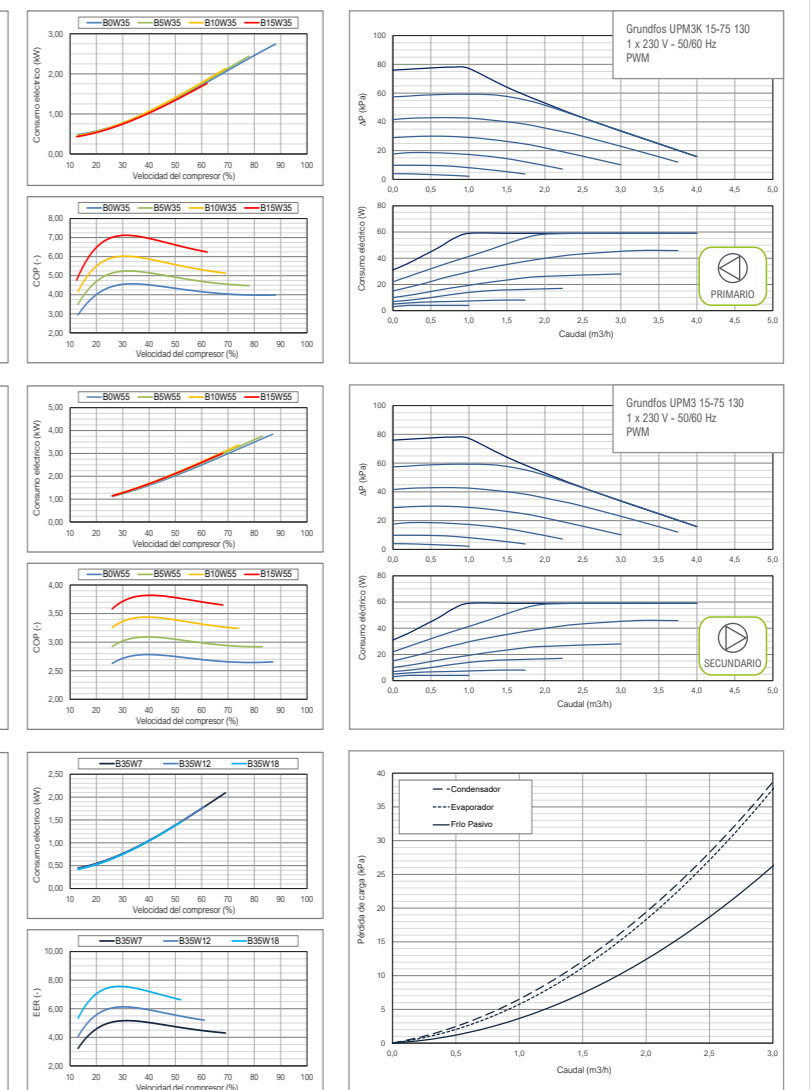 B0W35 B5W35 B10W35 B15W35
Consumo eléctrico (kW)
3,00
2,00
1,00
0,00
10 20 30 40 50 60 70 80 90 100
Velocidad del compresor (%)
B0W35 B5W35 B10W35 B15W35
COP (-)
8,00
7,00
6,00
5,00
4,00
3,00
2,00
2,00
10 20 30 40 50 60 70 80 90 100
Velocidad del compresor (%)
Grundfos UPM3K 15-75 130
1 x 230 V - 50/60 Hz
PWM
ΔP (kPa)
100
80
60
40
20
0
0,0 0,5 1,0 1,5 2,0 2,5 3,0 3,5 4,0 4,5 5,0
Consumo eléctrico (W)
80
60
40
20
0
0,0 0,5 1,0 1,5 2,0 2,5 3,0 3,5 4,0 4,5 5,0
Caudal (m3/h)
PRIMARIO
B0W55 B5W55 B10W55 B15W55
Consumo eléctrico (kW)
5,00
4,00
3,00
2,00
1,00
0,00
10 20 30 40 50 60 70 80 90 100
Velocidad del compresor (%)
B0W55 B5W55 B10W55 B15W55
COP (-)
4,00
3,50
3,00
2,50
2,00
10 20 30 40 50 60 70 80 90 100
Velocidad del compresor (%)
Grundfos UPM3 15-75 130
1 x 230 V - 50/60 Hz
PWM
ΔP (kPa)
100
80
60
40
20
0
0,0 0,5 1,0 1,5 2,0 2,5 3,0 3,5 4,0 4,5 5,0
Consumo eléctrico (W)
80
60
40
20
0
0,0 0,5 1,0 1,5 2,0 2,5 3,0 3,5 4,0 4,5 5,0
Caudal (m3/h)
SECUNDARIO
B35W7 B35W12 B35W18
Consumo eléctrico (kW)
2,50
2,00
1,50
1,00
0,50
0,00
10 20 30 40 50 60 70 80 90 100
Velocidad del compresor (%)
B35W7 B35W12 B35W18
EER (-)
10,00
8,00
6,00
4,00
2,00
10 20 30 40 50 60 70 80 90 100
Velocidad del compresor (%)
Condensador
Evaporador
Frío Pasivo
Pérdida de carga (kPa)
40
35
30
25
20
15
10
5
0
0,0 0,5 1,0 1,5 2,0 2,5 3,0
Caudal (m3/h)